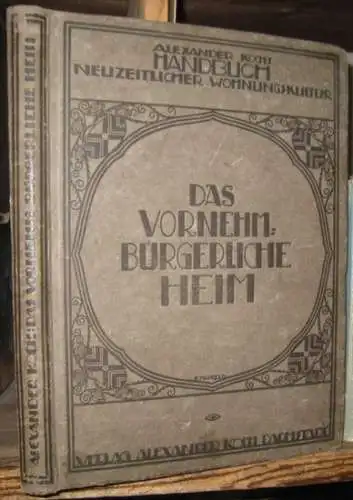 ALEXANDER KOCH
HANDBUCH
NEUZEITLICHER WOHNUNGSKULTUR
DAS
VORNEHM=
BÜRGERLICHE
HEIM
VERLAG ALEXANDER KOCH DARMSTADT
ALEXANDER KOCH: DAS VORNEHM BÜRGERLICHE HEIM